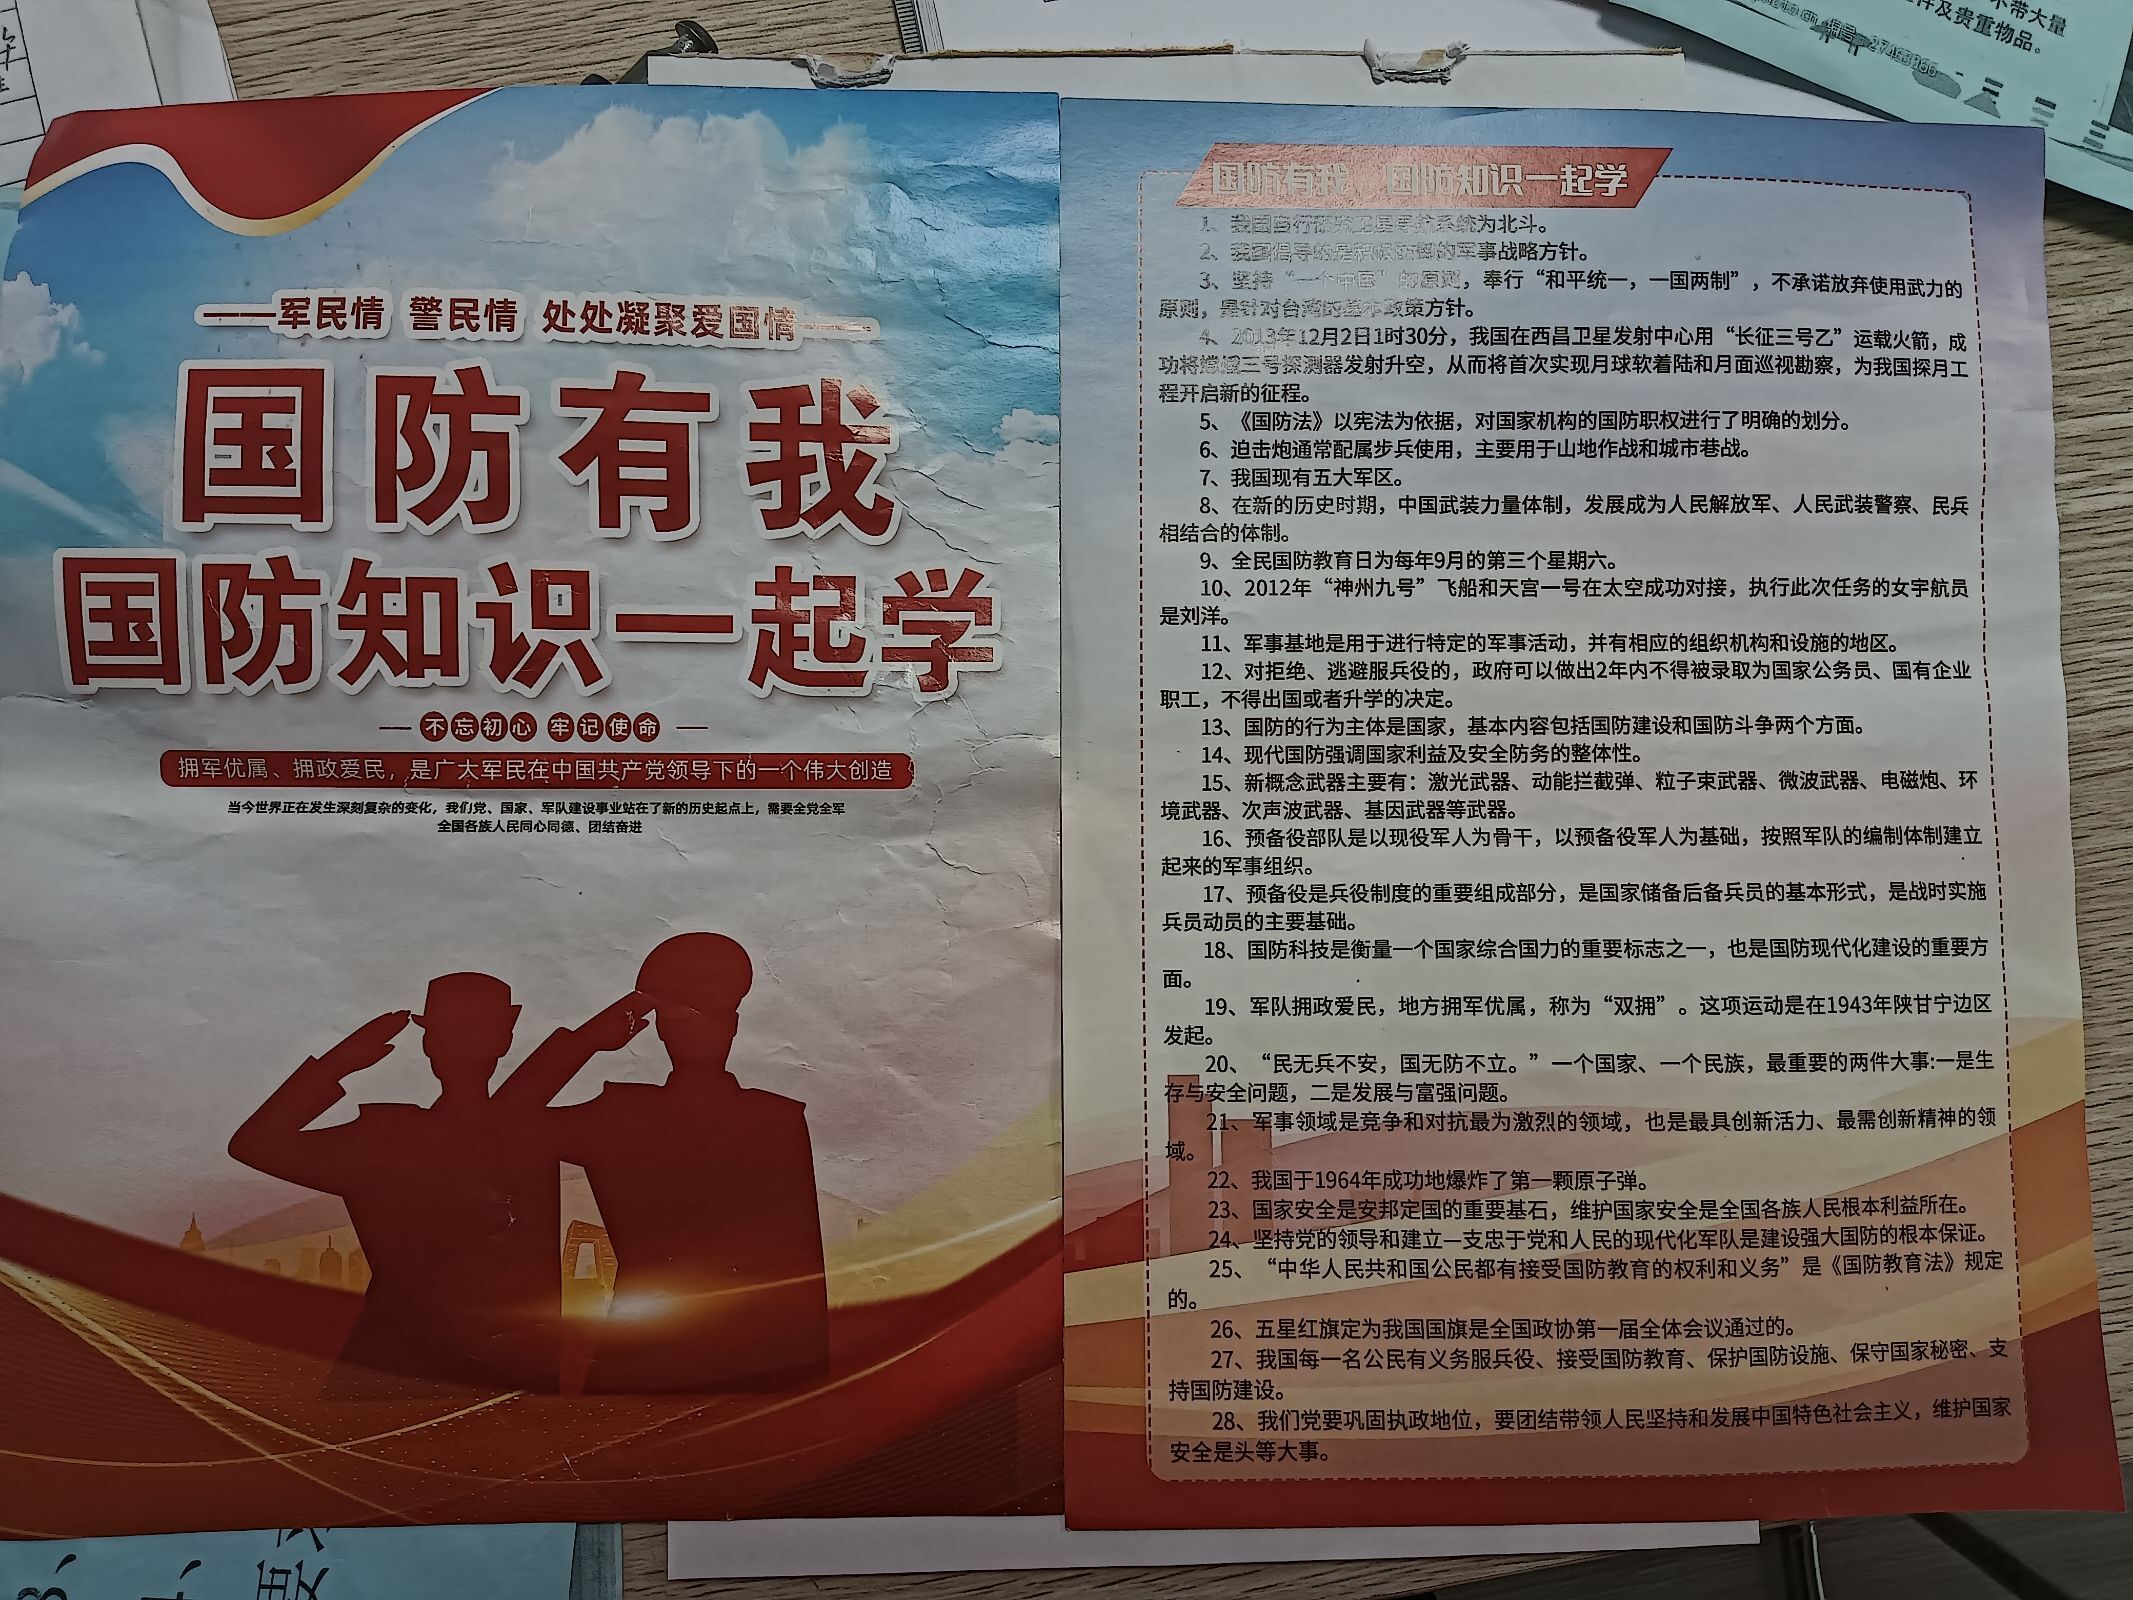 ——军民情 警民情 处处凝聚爱国情——
国防有我
国防知识一起学
不忘初心 牢记使命
拥军优属、拥政爱民，是广大军民在中国共产党领导下的一个伟大创造
当今世界正在发生深刻复杂的变化，我们党、国家、军队建设事业站在了新的历史起点上，需要全党全军
全国各族人民同心同德、团结奋进
国防有我 国防知识一起学
1、我国自行研发卫星导航系统为北斗。
2、我国倡导的是积极防御的军事战略方针。
3、坚持“一个中国”的原则，奉行“和平统一，一国两制”，不承诺放弃使用武力的
原则，是针对台湾的基本政策方针。
4、2013年12月2日1时30分，我国在西昌卫星发射中心用“长征三号乙”运载火箭，成
功将嫦娥三号探测器发射升空，从而将首次实现月球软着陆和月面巡视勘察，为我国探月工
程开启新的征程。
5、《国防法》以宪法为依据，对国家机构的国防职权进行了明确的划分。
6、迫击炮通常配属步兵使用，主要用于山地作战和城市巷战。
7、我国现有五大军区。
8、在新的历史时期，中国武装力量体制，发展成为人民解放军、人民武装警察、民兵
相结合的体制。
9、全民国防教育日为每年9月的第三个星期六。
10、2012年“神州九号”飞船和天宫一号在太空成功对接，执行此次任务的女宇航员
是刘洋。
11、军事基地是用于进行特定的军事活动，并有相应的组织机构和设施的地区。
12、对拒绝、逃避服兵役的，政府可以做出2年内不得被录取为国家公务员、国有企业
职工，不得出国或者升学的决定。
13、国防的行为主体是国家，基本内容包括国防建设和国防斗争两个方面。
14、现代国防强调国家利益及安全防务的整体性。
15、新概念武器主要有：激光武器、动能拦截弹、粒子束武器、微波武器、电磁炮、环
境武器、次声波武器、基因武器等武器。
16、预备役部队是以现役军人为骨干，以预备役军人为基础，按照军队的编制体制建立
起来的军事组织。
17、预备役是兵役制度的重要组成部分，是国家储备后备兵员的基本形式，是战时实施
兵员动员的主要基础。
18、国防科技是衡量一个国家综合国力的重要标志之一，也是国防现代化建设的重要方
面。
19、军队拥政爱民，地方拥军优属，称为“双拥”。这项运动是在1943年陕甘宁边区
发起。
20、“民无兵不安，国无防不立。”一个国家、一个民族，最重要的两件大事:一是生
存与安全问题，二是发展与富强问题。
21、军事领域是竞争和对抗最为激烈的领域，也是最具创新活力、最需创新精神的领
域。
22、我国于1964年成功地爆炸了第一颗原子弹。
23、国家安全是安邦定国的重要基石，维护国家安全是全国各族人民根本利益所在。
24、坚持党的领导和建立一支忠于党和人民的现代化军队是建设强大国防的根本保证。
25、“中华人民共和国公民都有接受国防教育的权利和义务”是《国防教育法》规定
的。
26、五星红旗定为我国国旗是全国政协第一届全体会议通过的。
27、我国每一名公民有义务服兵役、接受国防教育、保护国防设施、保守国家秘密、支
持国防建设。
28、我们党要巩固执政地位，要团结带领人民坚持和发展中国特色社会主义，维护国家
安全是头等大事。
不带大量
件及贵重物品。